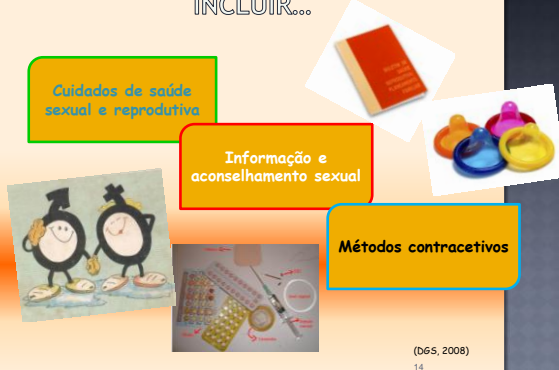 INCLUIR...
Cuidados de saúde
sexual e reprodutiva
Informação e
aconselhamento sexual
Métodos contracetivos
(DGS, 2008)
14